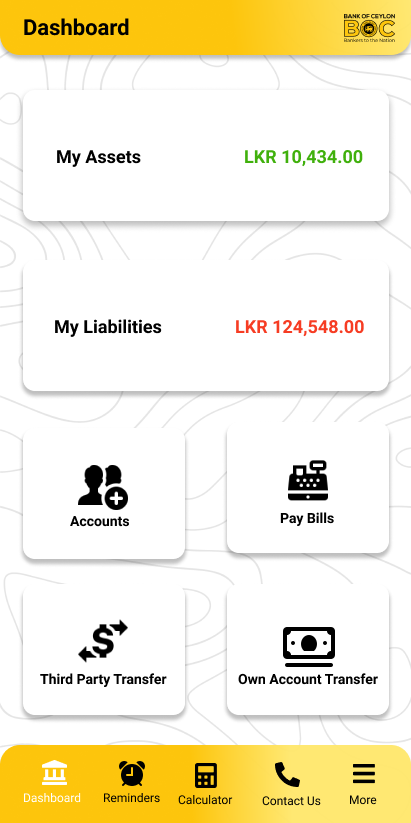 Dashboard
BANK OF CEYLON
BOC
Bankers to the Nation
My Assets LKR 10,434.00
My Liabilities LKR 124,548.00
Accounts
Pay Bills
Third Party Transfer
Own Account Transfer
Dashboard
Reminders
Calculator
Contact Us
More